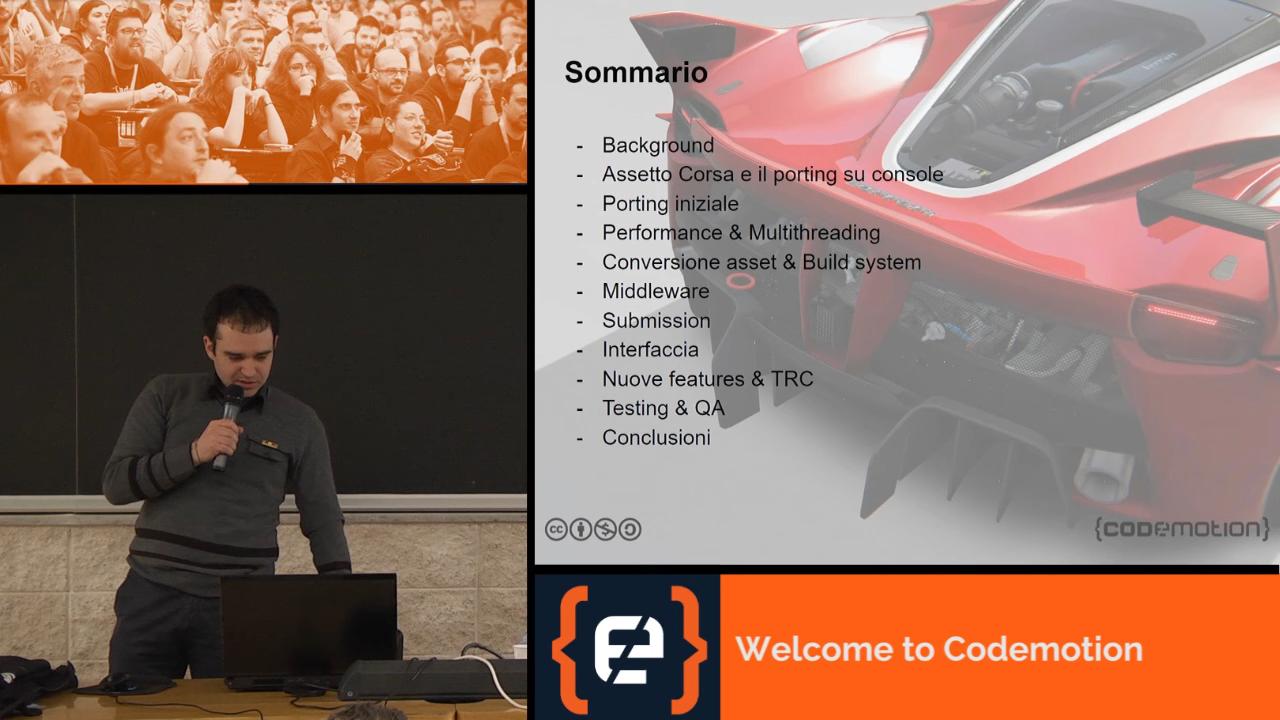 Sommario
- Background
- Assetto Corsa e il porting su console
- Porting iniziale
- Performance & Multithreading
- Conversione asset & Build system
- Middleware
- Submission
- Interfaccia
- Nuove features & TRC
- Testing & QA
- Conclusioni
cc
{CODEMOTION}
Welcome to Codemotion